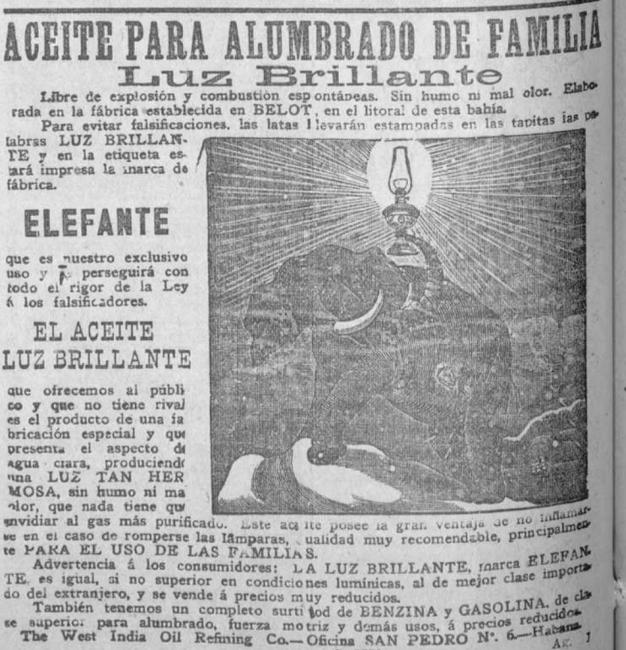 ACEITE PARA ALUMBRADO DE FAMILIA
Luz Brillante
Libre de explosión y combustión espontáneas. Sin humo ni mal olor. Elabo-
rada en la fábrica establecida en BELOT, en el litoral de esta bahía.
Para evitar falsificaciones, las latas llevarán estampadas en las tapitas las pa-
labras LUZ BRILLAN-
TE y en la etiqueta es-
tará impresa la marca de
fábrica.
ELEFANTE
que es nuestro exclusivo
uso y se perseguirá con
todo el rigor de la Ley
á los falsificadores.
EL ACEITE
LUZ BRILLANTE
que ofrecemos al públi
co y que no tiene rival
es el producto de una fa
bricación especial y que
presenta el aspecto de
agua clara, produciendo
una LUZ TAN HER
MOSA, sin humo ni ma
olor, que nada tiene que
envidiar al gas más purificado. Este aceite posee la gran ventaja de no inflamar-
se en el caso de romperse las lámparas, cualidad muy recomendable, principalmen-
te PARA EL USO DE LAS FAMILIAS.
Advertencia á los consumidores: LA LUZ BRILLANTE, marca ELEFAN-
TE, es igual, si no superior en condiciones lumínicas, al de mejor clase importa-
do del extranjero, y se vende á precios muy reducidos.
También tenemos un completo surtido de BENZINA y GASOLINA, de cla-
se superior para alumbrado, fuerza motriz y demás usos, á precios reducidos.
The West India Oil Refining Co.—Oficina SAN PEDRO Nº. 6.—Habana.
Ag. 1